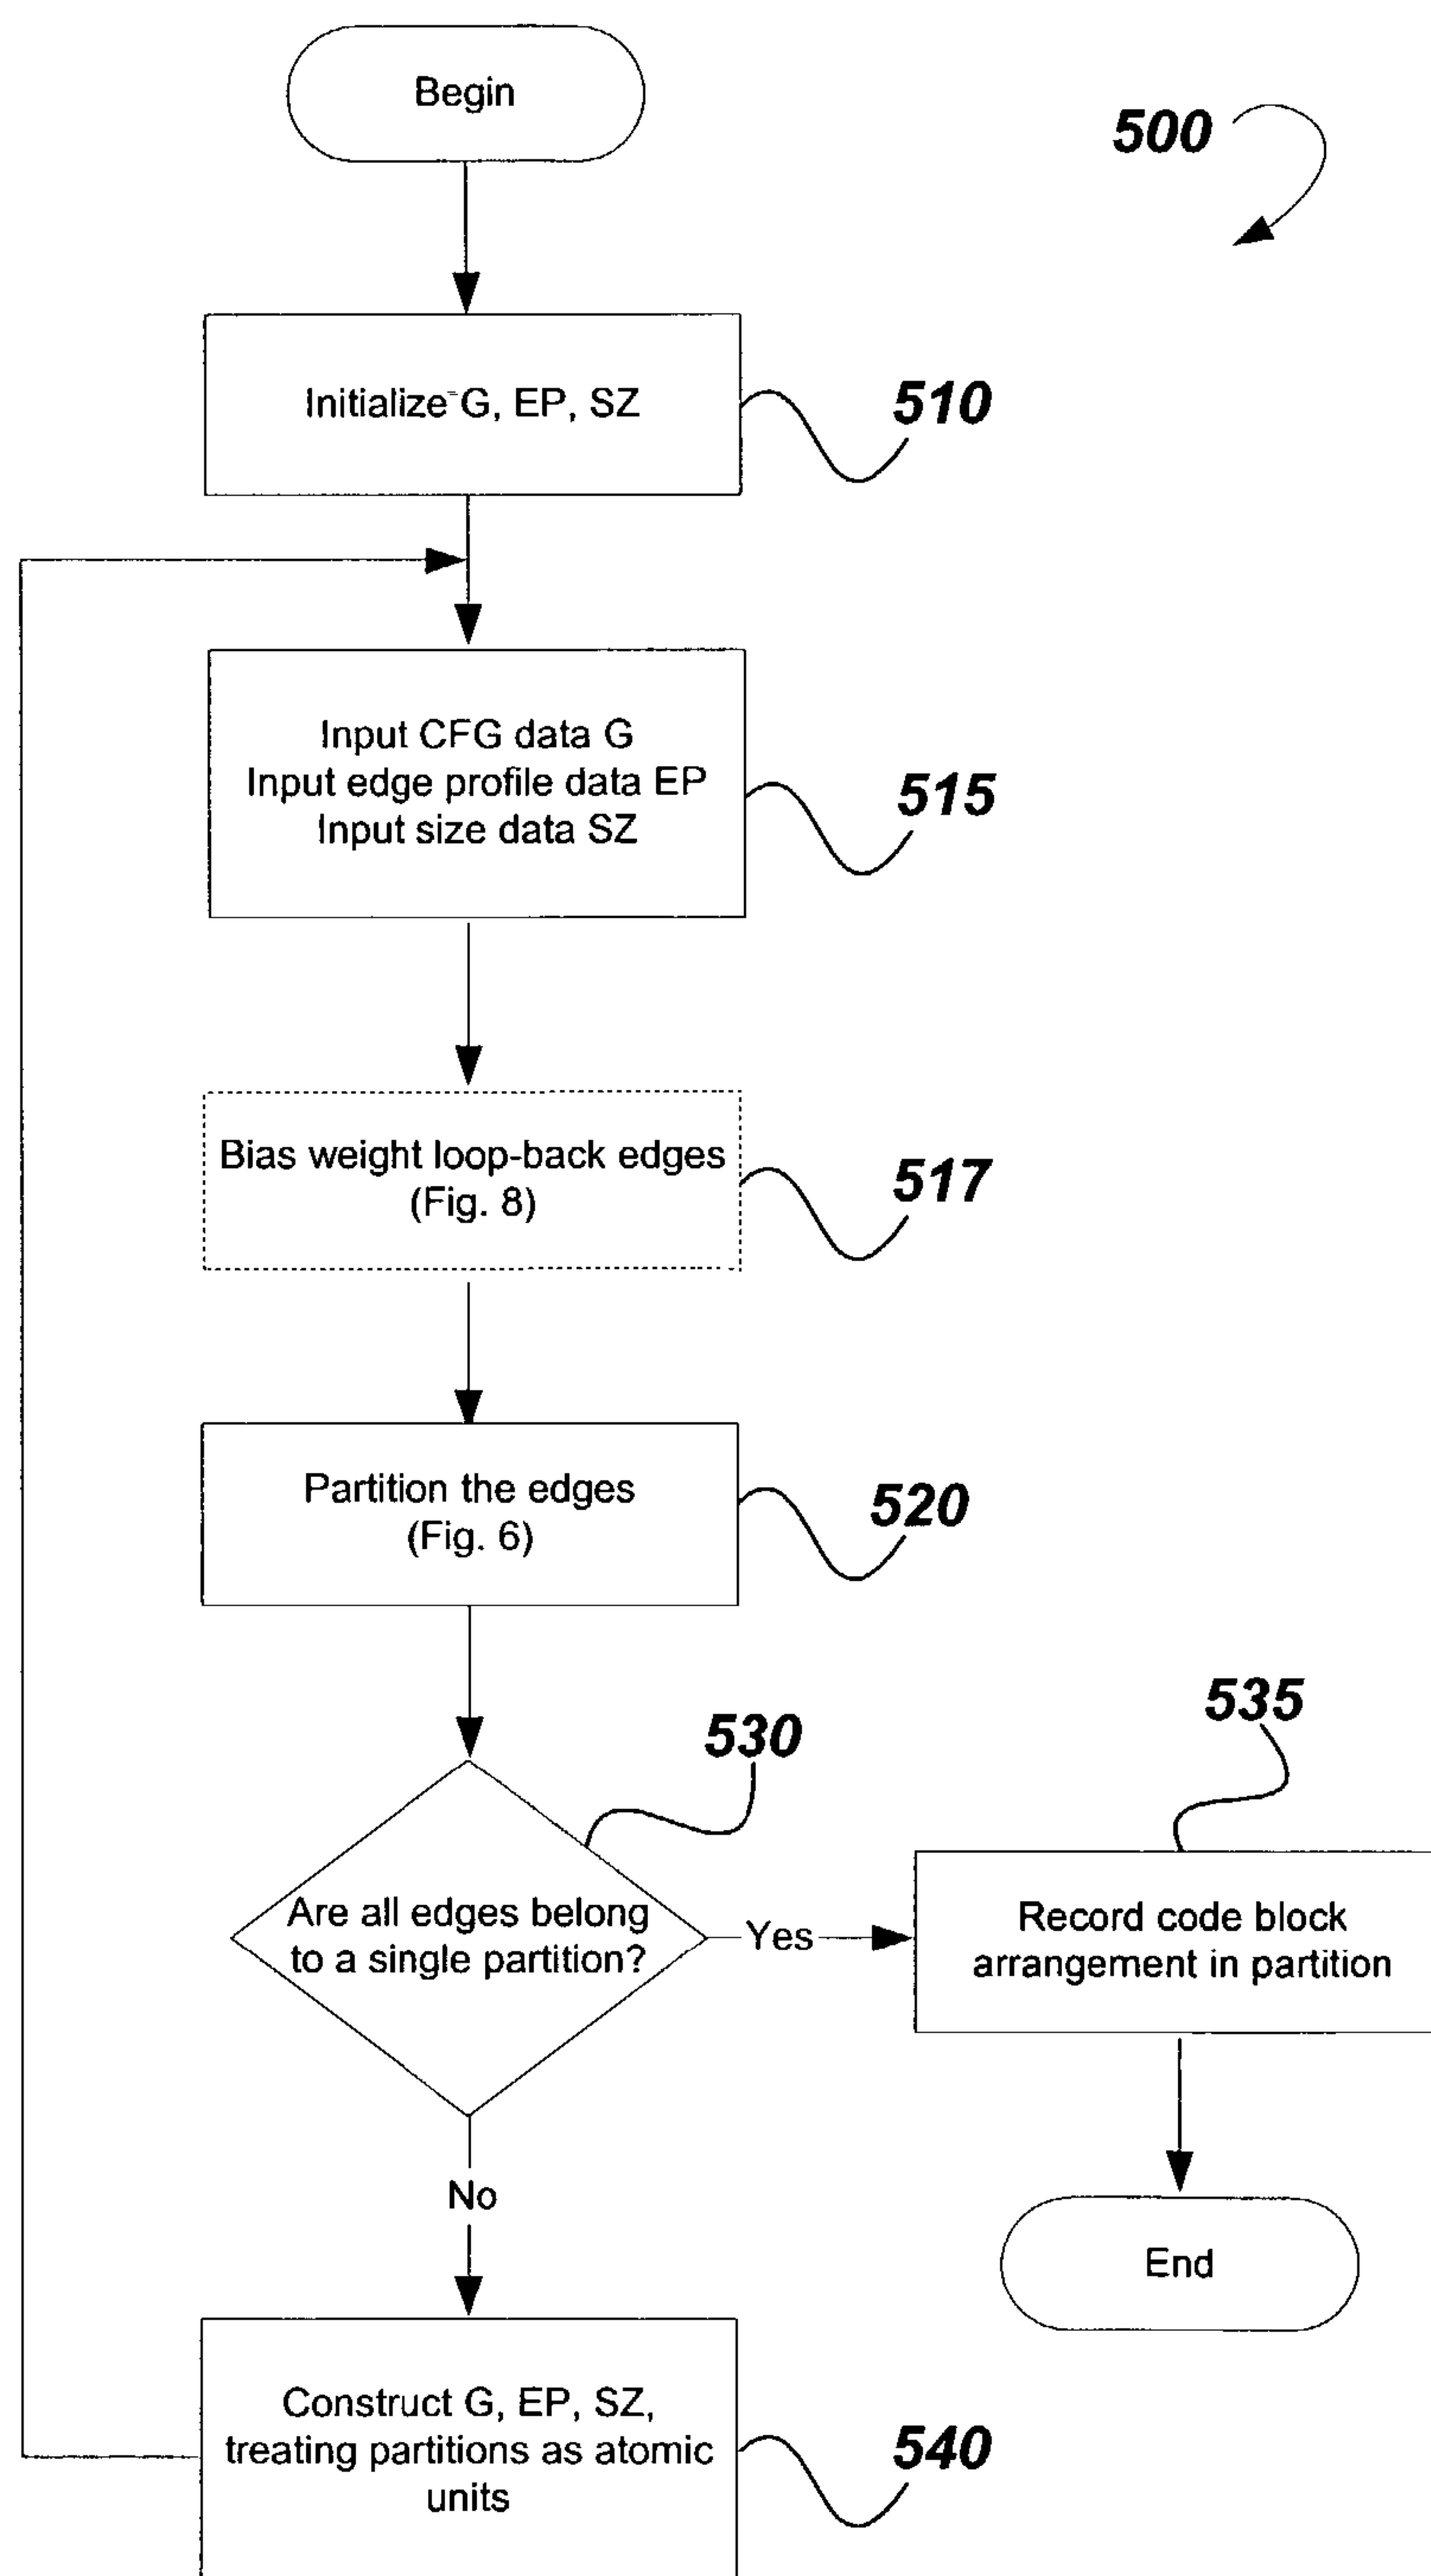 Begin
500
Initialize G, EP, SZ
510
Input CFG data G
Input edge profile data EP
Input size data SZ
515
Bias weight loop-back edges
(Fig. 8)
517
Partition the edges
(Fig. 6)
520
530
535
Are all edges belong
to a single partition?
Yes
Record code block
arrangement in partition
No
End
Construct G, EP, SZ,
treating partitions as atomic
units
540